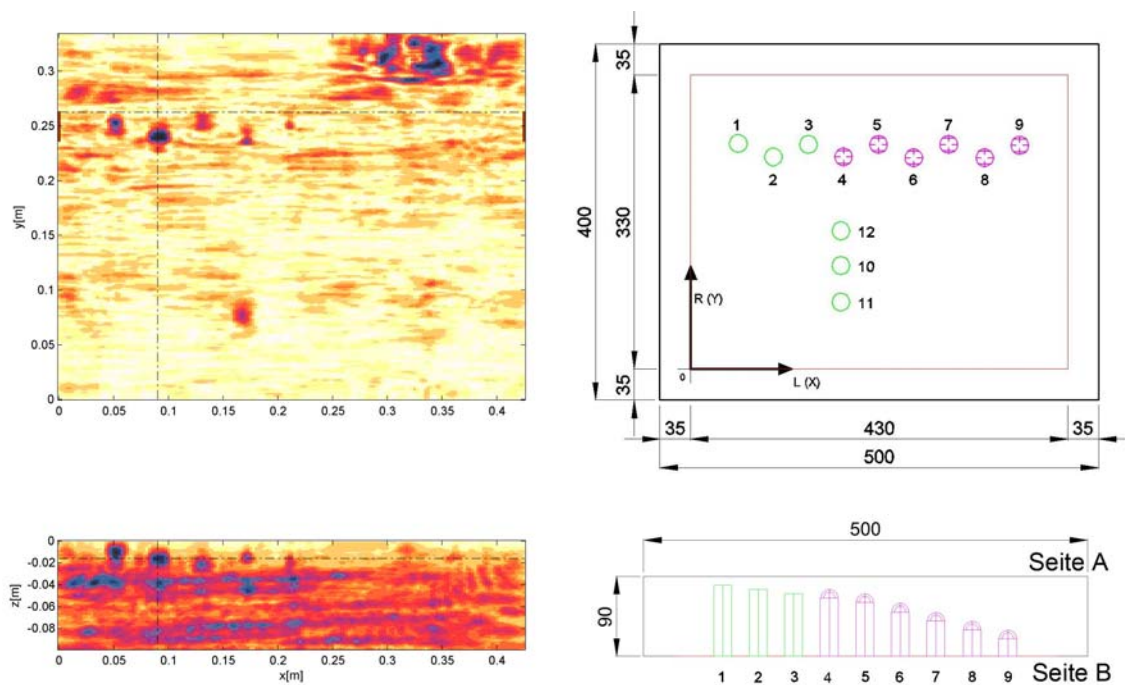 0.3
0.25
0.2
0.15
0.1
0.05
0
y[m]
0 0.05 0.1 0.15 0.2 0.25 0.3 0.35 0.4
35
400
330
35
1 3 5 7 9
2 4 6 8
12
10
11
R (Y)
0
L (X)
35 430 35
500
0
-0.02
-0.04
-0.06
-0.08
z[m]
0 0.05 0.1 0.15 0.2 0.25 0.3 0.35 0.4
x[m]
500
Seite A
90
1 2 3 4 5 6 7 8 9
Seite B